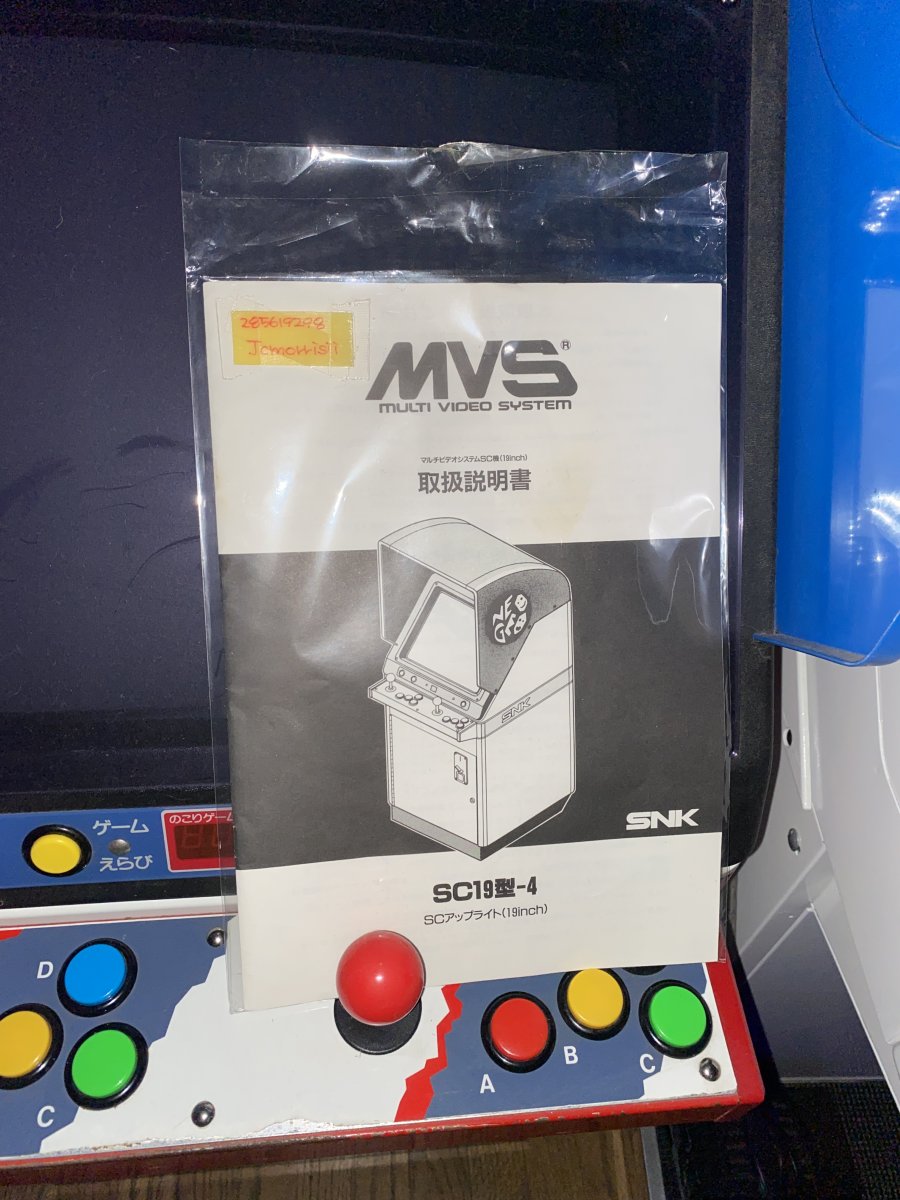 285619298
Jamorris
MVS®
MULTI VIDEO SYSTEM
マルチビデオシステムSC機(19inch)
取扱説明書
NEO
GEO
SNK
SNK
SC19型-4
SCアップライト(19inch)
ゲーム
えらび
のこりゲーム
D
C
A
B
C